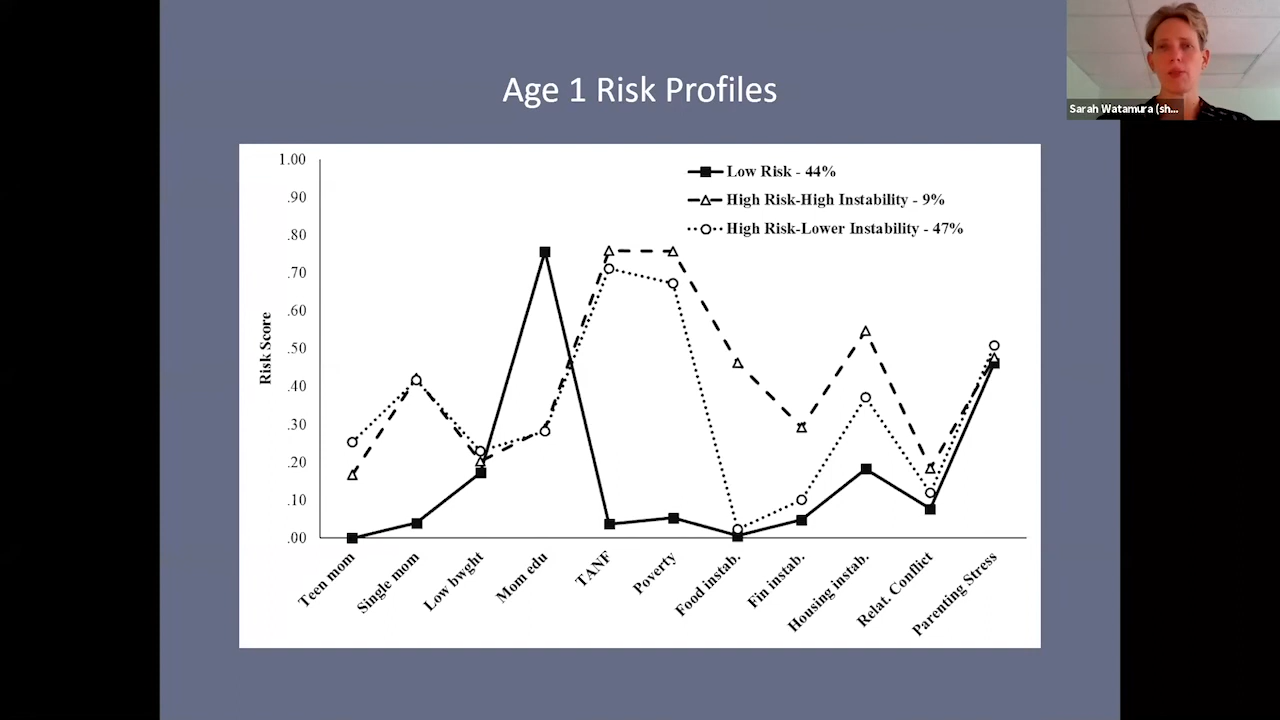 Sarah Watamura (sh...
Age 1 Risk Profiles
Low Risk - 44%
High Risk-High Instability - 9%
High Risk-Lower Instability - 47%
1.00
.90
.80
.70
.60
.50
.40
.30
.20
.10
.00
Risk Score
Teen mom
Single mom
Low bwght
Mom edu
TANF
Poverty
Food instab.
Fin instab.
Housing instab.
Relat. Conflict
Parenting Stress